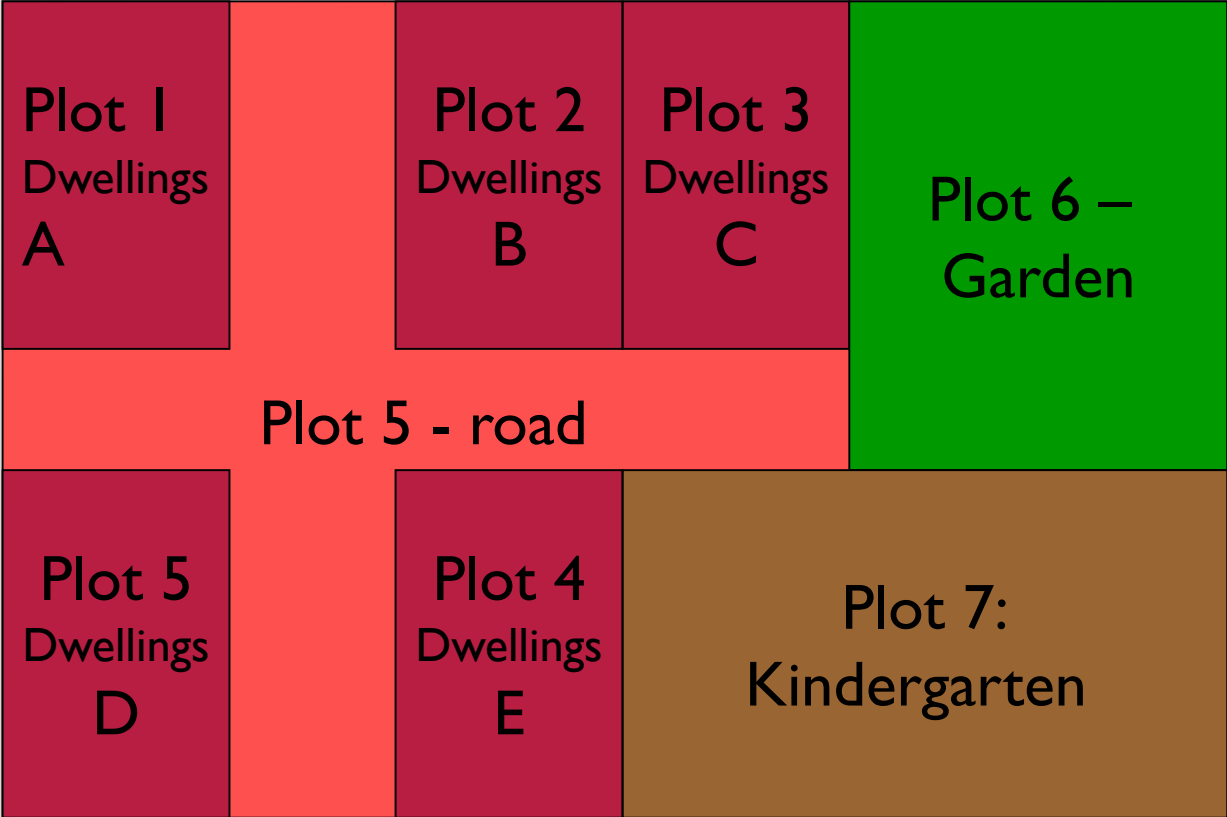 Plot 1
Dwellings
A
Plot 2
Dwellings
B
Plot 3
Dwellings
C
Plot 6 –
Garden
Plot 5 - road
Plot 5
Dwellings
D
Plot 4
Dwellings
E
Plot 7:
Kindergarten